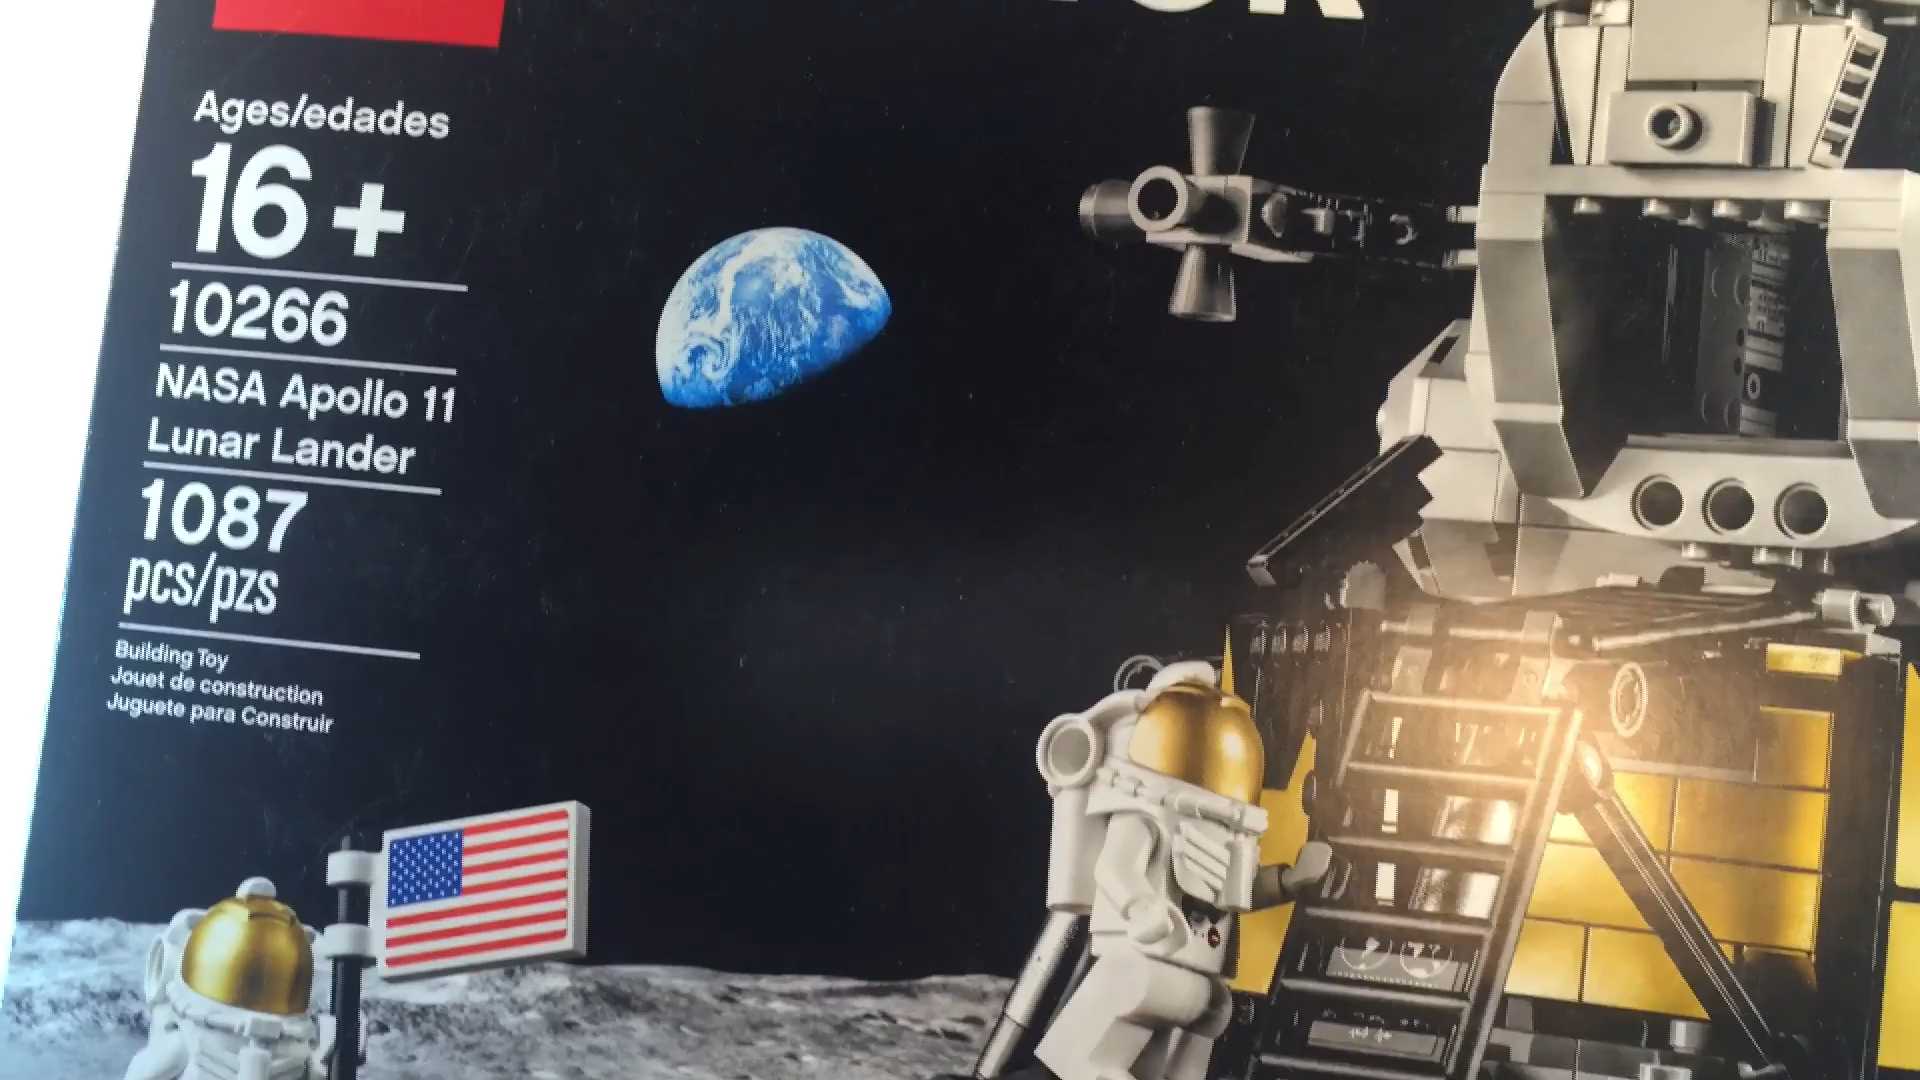 Ages/edades
16+
10266
NASA Apollo 11
Lunar Lander
1087
pcs/pzs
Building Toy
Jouet de construction
Juguete para Construir